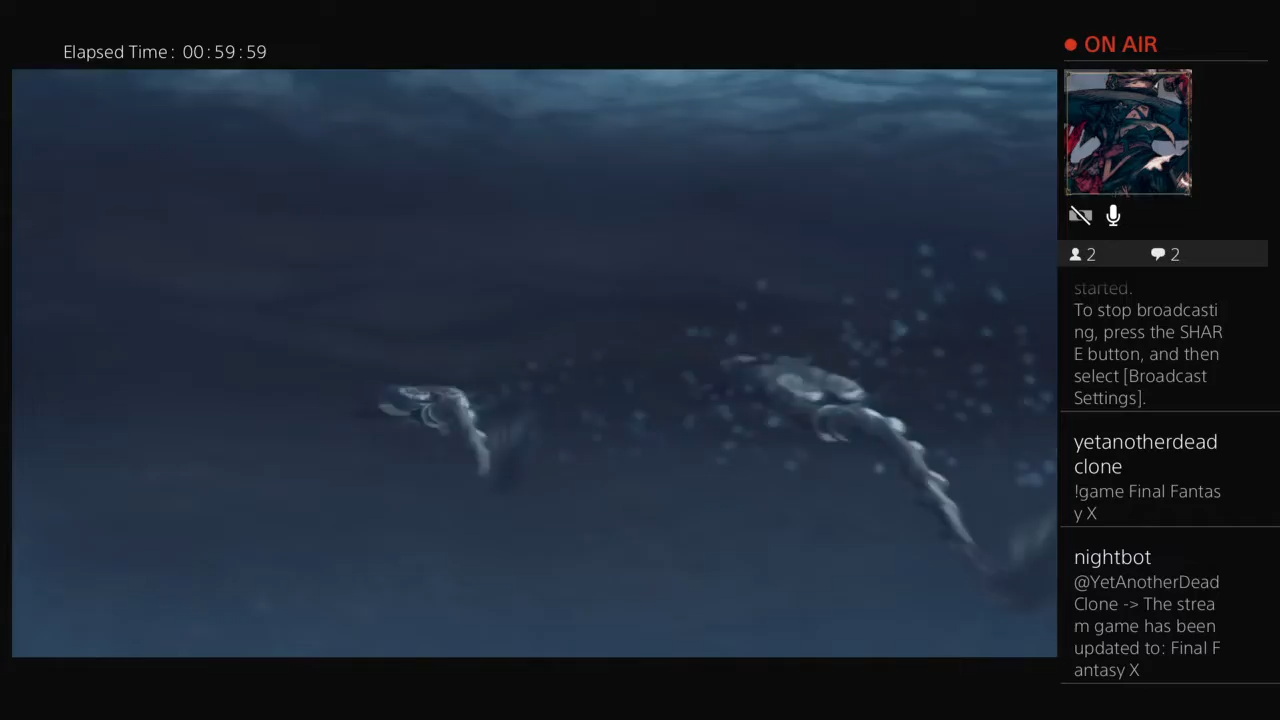 Elapsed Time: 00:59:59
ON AIR
2 2
started.
To stop broadcasti
ng, press the SHAR
E button, and then
select [Broadcast
Settings].
yetanotherdead
clone
!game Final Fantas
y X
nightbot
@YetAnotherDead
Clone -> The strea
m game has been
updated to: Final F
antasy X